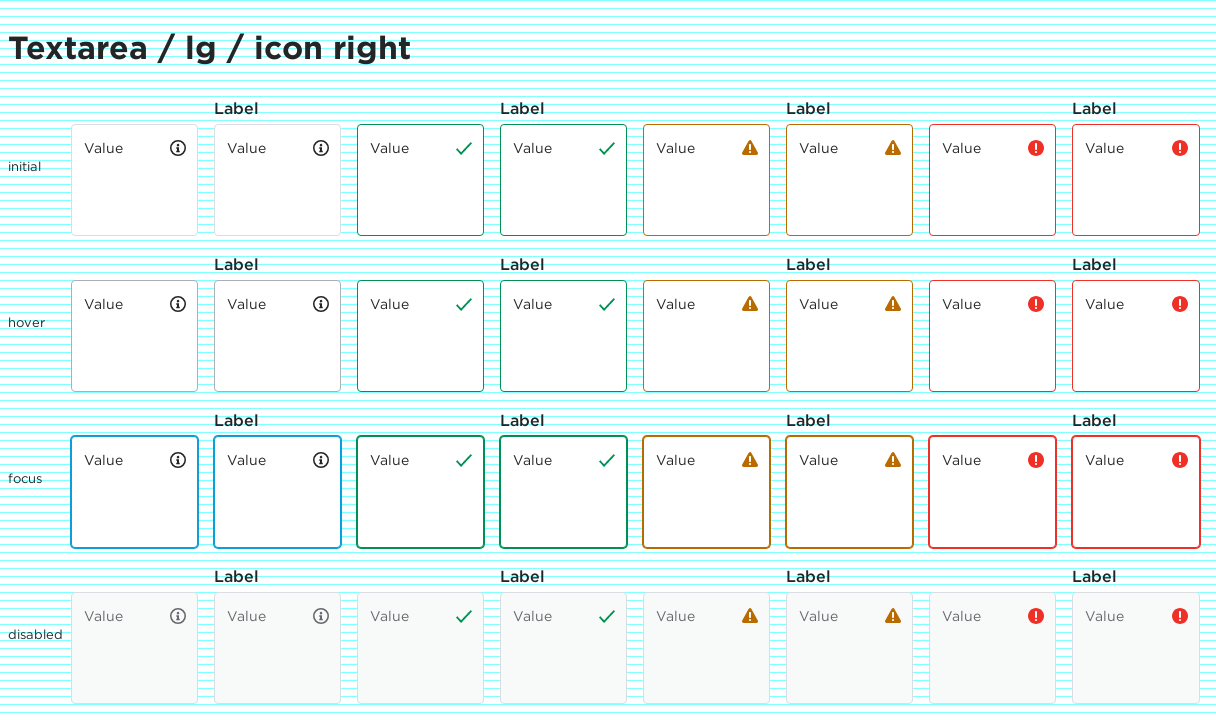 Textarea / lg / icon right
Label Label Label Label
initial Value Value Value Value Value Value Value Value
Label Label Label Label
hover Value Value Value Value Value Value Value Value
Label Label Label Label
focus Value Value Value Value Value Value Value Value
Label Label Label Label
disabled Value Value Value Value Value Value Value Value